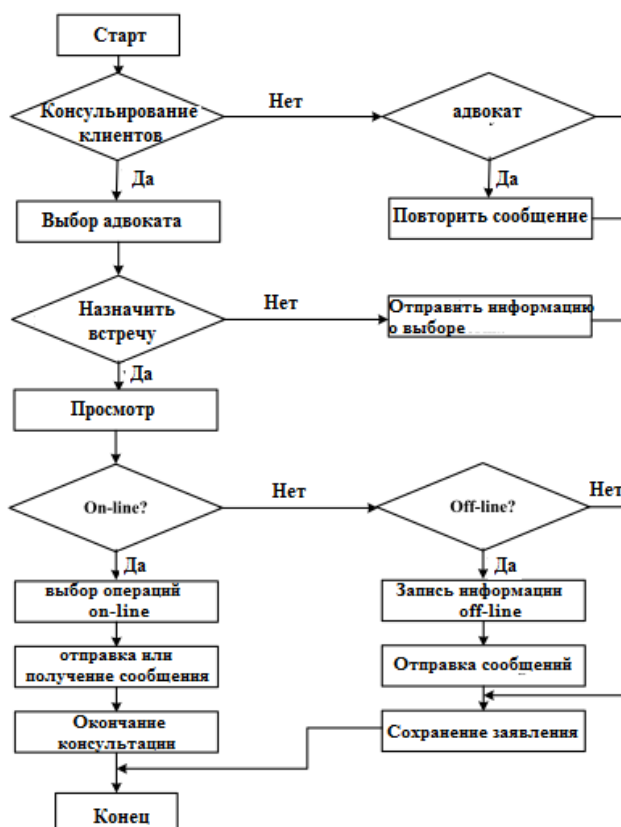 Старт
Консульирование
клиентов
Нет
адвокат
Да
Да
Выбор адвоката
Повторить сообщение
Назначить
встречу
Нет
Отправить информацию
о выборе
Да
Просмотр
On-line?
Нет
Off-line?
Нет
Да
Да
выбор операций
on-line
Запись информации
off-line
отправка или
получение сообщения
Отправка сообщений
Окончание
консультации
Сохранение заявления
Конец